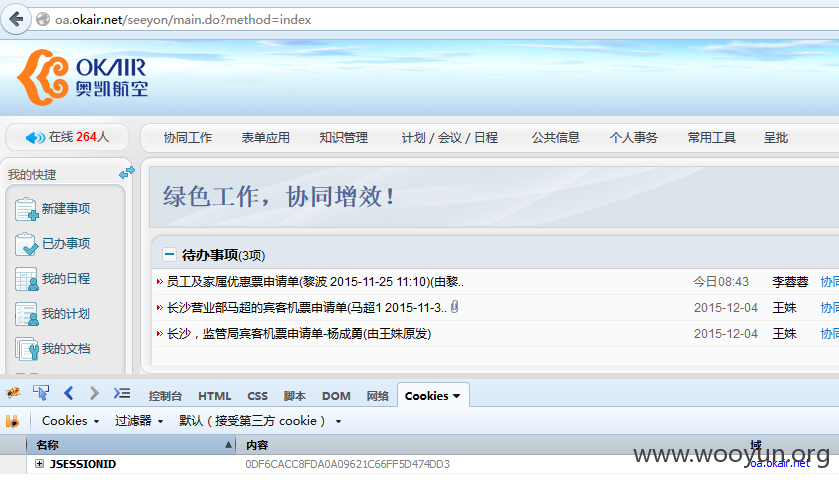 oa.okair.net/seeyon/main.do?method=index
OKAIR
奥凯航空
在线 264人
协同工作 表单应用 知识管理 计划 / 会议 / 日程 公共信息 个人事务 常用工具 呈批
我的快捷
绿色工作，协同增效！
新建事项
已办事项
我的日程
我的计划
我的文档
待办事项(3项)
员工及家属优惠票申请单(黎波 2015-11-25 11:10)(由黎.. 今日08:43 李蓉蓉 协同
长沙营业部马超的宾客机票申请单(马超1 2015-11-3.. 2015-12-04 王姝 协同
长沙，监管局宾客机票申请单-杨成勇(由王姝原发) 2015-12-04 王姝 协同
控制台 HTML CSS 脚本 DOM 网络 Cookies
Cookies 过滤器 默认（接受第三方 cookie）
名称 内容 域
JSESSIONID 0DF6CACC8FDA0A09621C66FF5D474DD3 oa.okair.net
www.wooyun.org